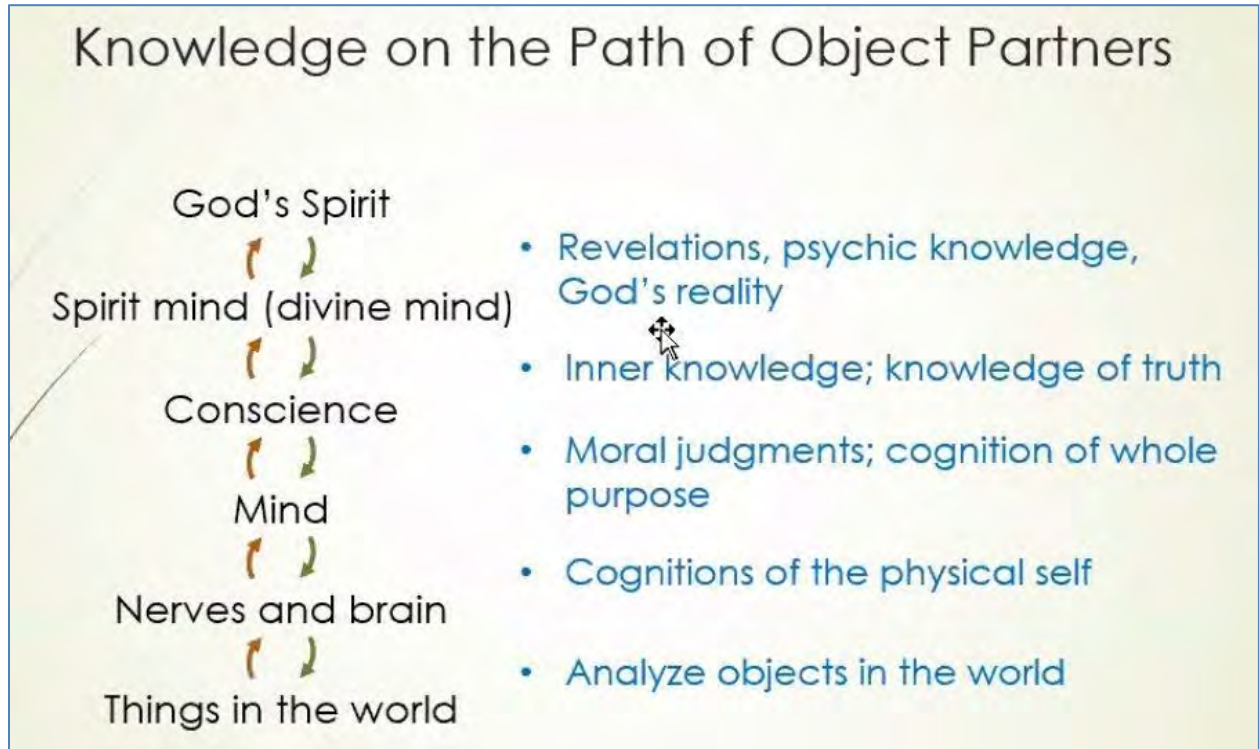 Knowledge on the Path of Object Partners
God's Spirit
Spirit mind (divine mind)
Conscience
Mind
Nerves and brain
Things in the world
• Revelations, psychic knowledge,
God's reality
• Inner knowledge; knowledge of truth
• Moral judgments; cognition of whole
purpose
• Cognitions of the physical self
• Analyze objects in the world